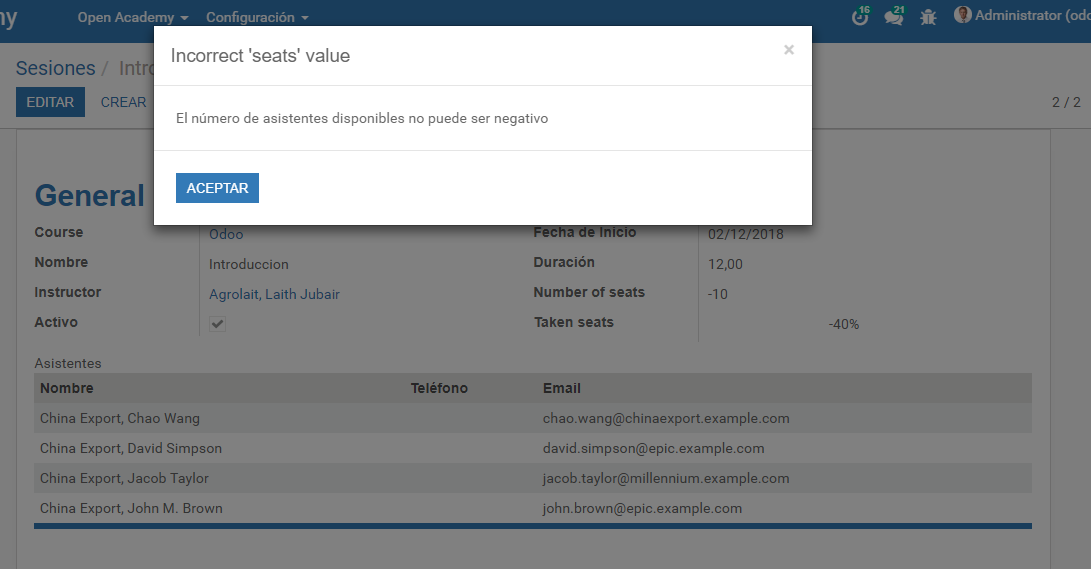 Open Academy Configuración 16 21 Administrator
Incorrect 'seats' value ×
El número de asistentes disponibles no puede ser negativo
ACEPTAR
Sesiones /
EDITAR CREAR 2 / 2
General
Course Odoo Fecha de Inicio 02/12/2018
Nombre Introduccion Duración 12,00
Instructor Agrolait, Laith Jubair Number of seats -10
Activo Taken seats -40%
Asistentes
Nombre Teléfono Email
China Export, Chao Wang chao.wang@chinaexport.example.com
China Export, David Simpson david.simpson@epic.example.com
China Export, Jacob Taylor jacob.taylor@millennium.example.com
China Export, John M. Brown john.brown@epic.example.com